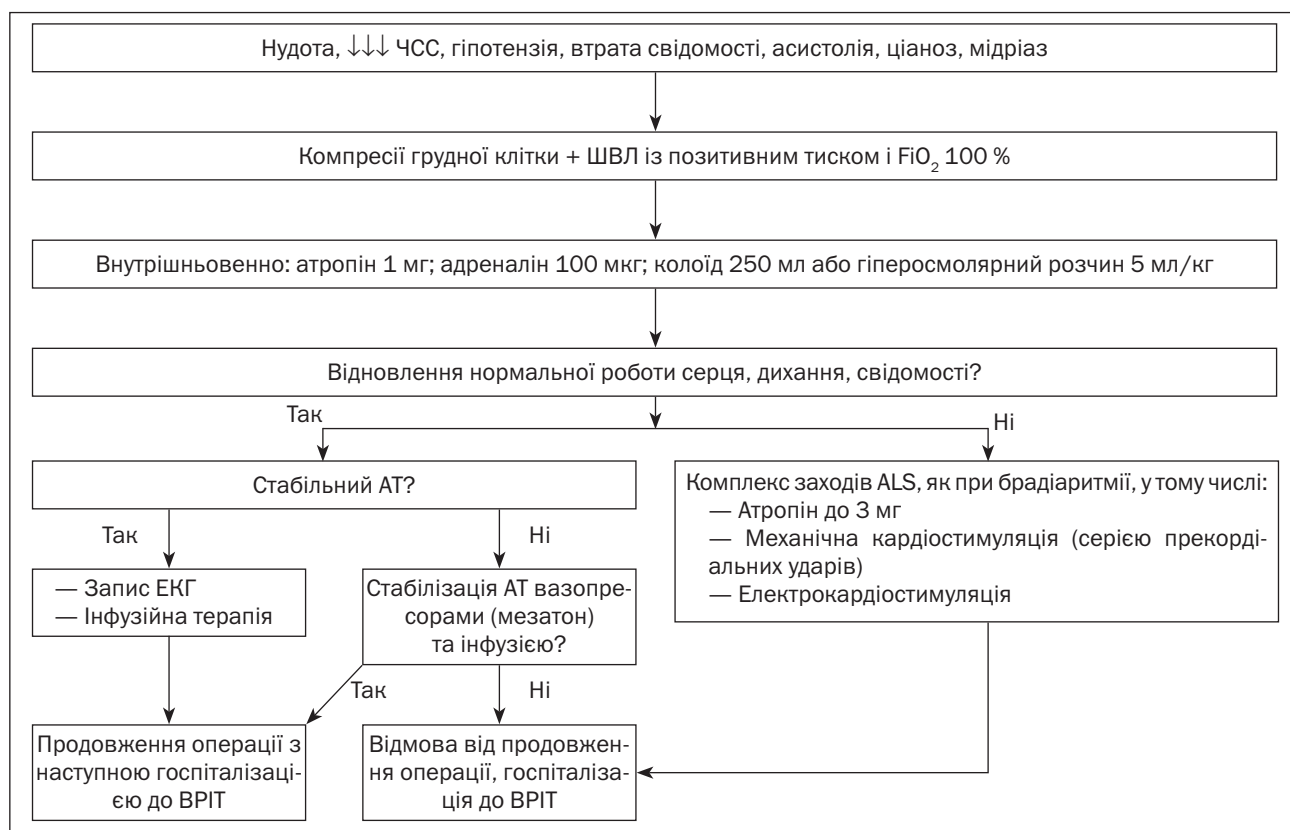 Нудота, ↓↓↓ ЧСС, гіпотензія, втрата свідомості, асистолія, ціаноз, мідріаз
Компресії грудної клітки + ШВЛ із позитивним тиском і FiO₂ 100 %
Внутрішньовенно: атропін 1 мг; адреналін 100 мкг; колоїд 250 мл або гіперосмолярний розчин 5 мл/кг
Відновлення нормальної роботи серця, дихання, свідомості?
Так
Ні
Стабільний АТ?
Так
Ні
— Запис ЕКГ
— Інфузійна терапія
Стабілізація АТ вазопре-
сорами (мезатон)
та інфузією?
Комплекс заходів ALS, як при брадіаритмії, у тому числі:
— Атропін до 3 мг
— Механічна кардіостимуляція (серією прекорді-
альних ударів)
— Електрокардіостимуляція
Так
Ні
Продовження операції з
наступною госпіталізаці-
єю до ВРІТ
Відмова від продовжен-
ня операції, госпіталіза-
ція до ВРІТ